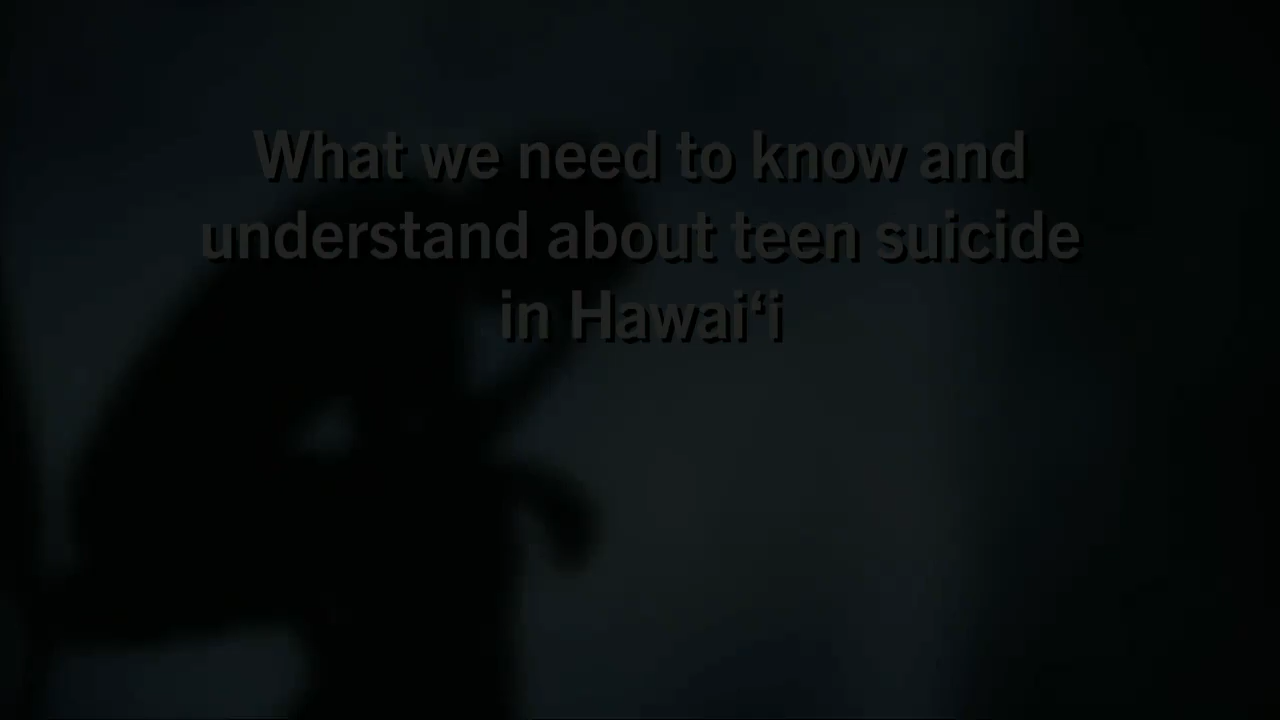 What we need to know and
understand about teen suicide
in Hawaiʻi